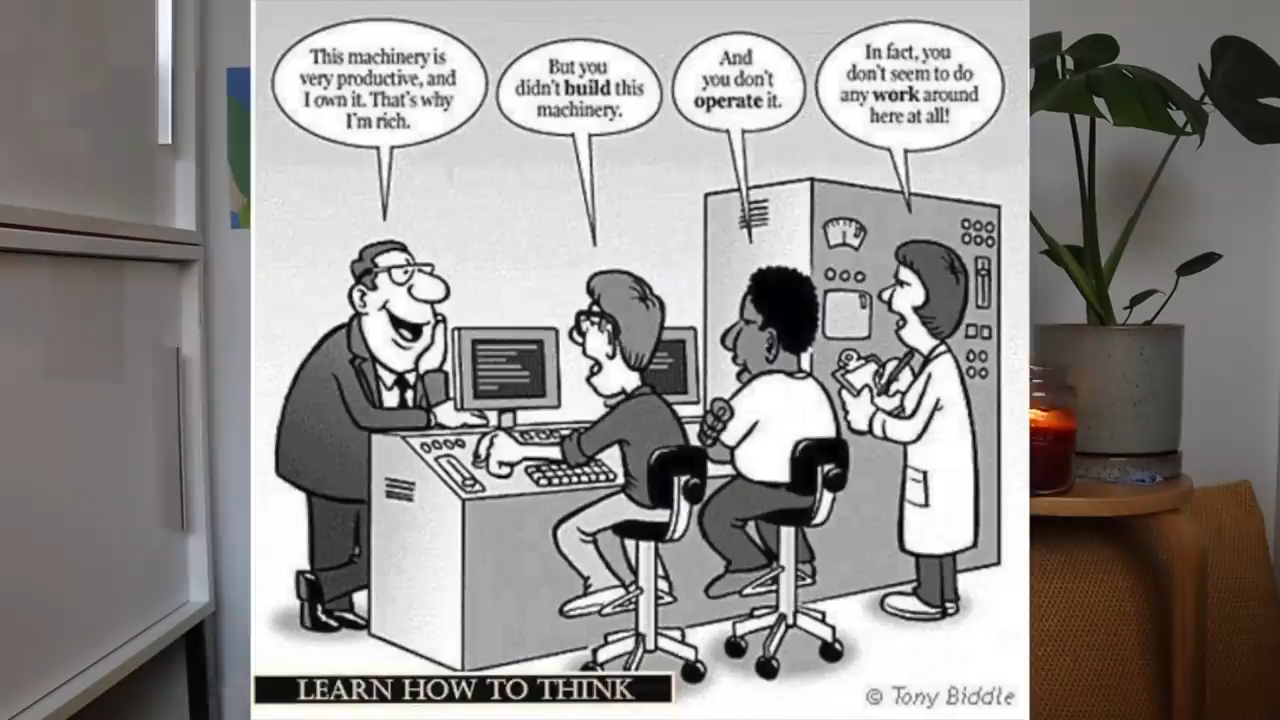 This machinery is
very productive, and
I own it. That's why
I'm rich.
But you
didn't build this
machinery.
And
you don't
operate it.
In fact, you
don't seem to do
any work around
here at all!
LEARN HOW TO THINK
© Tony Biddle